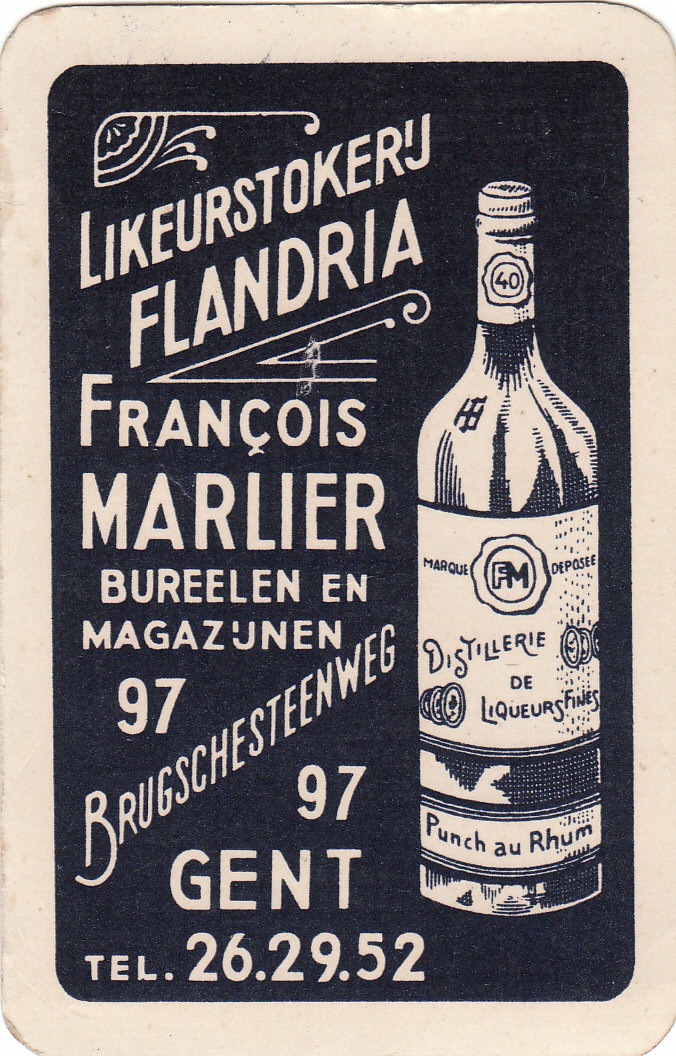 LIKEURSTOKERIJ
FLANDRIA
FRANÇOIS
MARLIER
BUREELEN EN
MAGAZIJNEN
97
BRUGSCHESTEENWEG
97
GENT
TEL. 26.29.52
40
MARQUE FM DEPOSEE
DISTILLERIE
DE
LIQUEURS FINES
Punch au Rhum